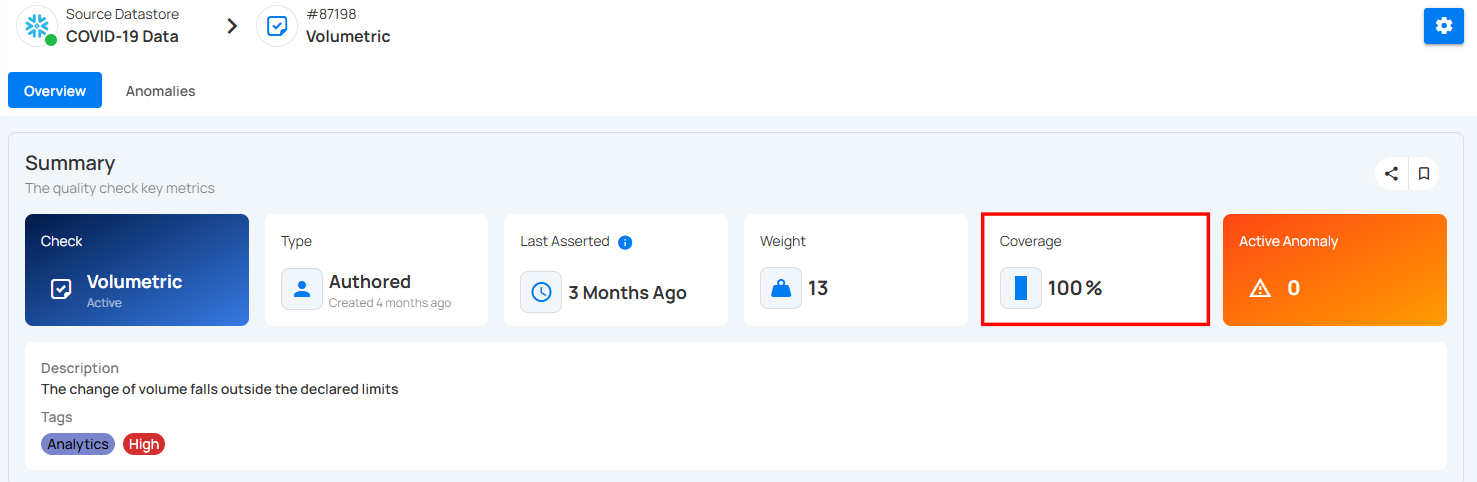 Source Datastore
COVID-19 Data
#87198
Volumetric
Overview
Anomalies
Summary
The quality check key metrics
Check
Volumetric
Active
Type
Authored
Created 4 months ago
Last Asserted
3 Months Ago
Weight
13
Coverage
100%
Active Anomaly
0
Description
The change of volume falls outside the declared limits
Tags
Analytics High